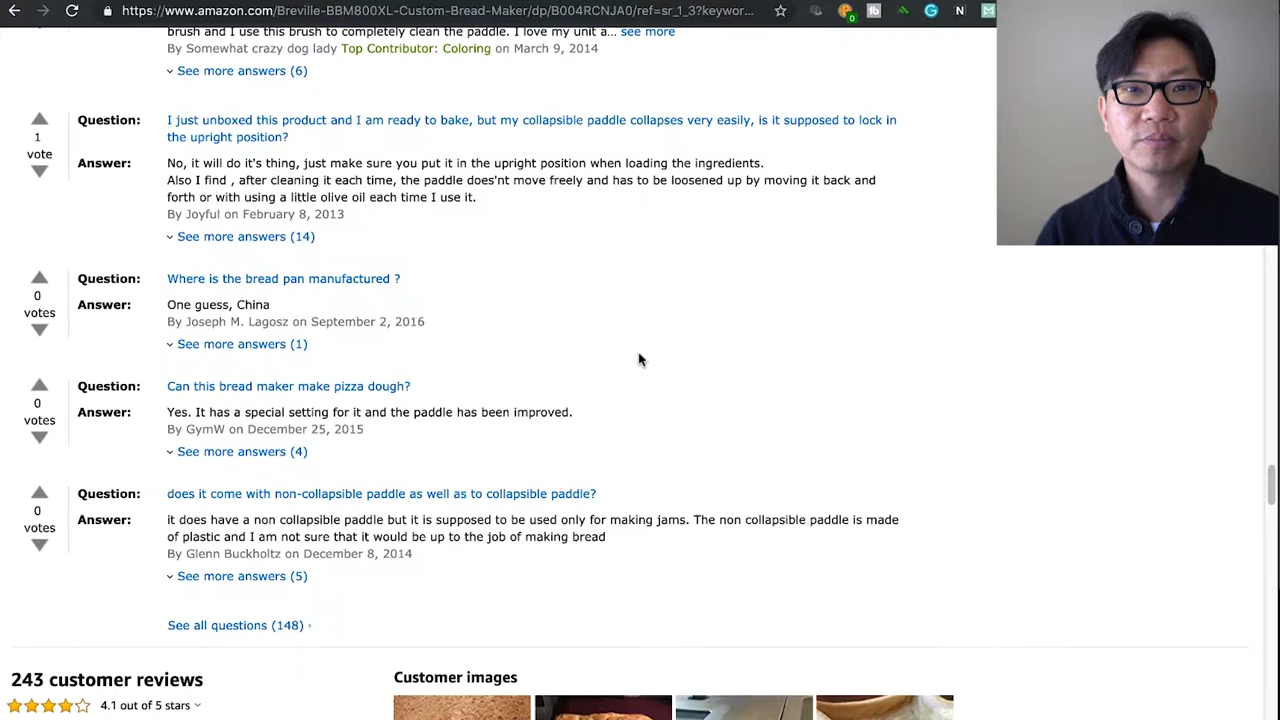 https://www.amazon.com/Breville-BBM800XL-Custom-Bread-Maker/dp/B004RCNJA0/ref=sr_1_3?keywor...
brush and I use this brush to completely clean the paddle. I love my unit a... see more
By Somewhat crazy dog lady Top Contributor: Coloring on March 9, 2014
See more answers (6)
1
vote
Question: I just unboxed this product and I am ready to bake, but my collapsible paddle collapses very easily, is it supposed to lock in
the upright position?
Answer: No, it will do it's thing, just make sure you put it in the upright position when loading the ingredients.
Also I find , after cleaning it each time, the paddle does'nt move freely and has to be loosened up by moving it back and
forth or with using a little olive oil each time I use it.
By Joyful on February 8, 2013
See more answers (14)
0
votes
Question: Where is the bread pan manufactured ?
Answer: One guess, China
By Joseph M. Lagosz on September 2, 2016
See more answers (1)
0
votes
Question: Can this bread maker make pizza dough?
Answer: Yes. It has a special setting for it and the paddle has been improved.
By GymW on December 25, 2015
See more answers (4)
0
votes
Question: does it come with non-collapsible paddle as well as to collapsible paddle?
Answer: it does have a non collapsible paddle but it is supposed to be used only for making jams. The non collapsible paddle is made
of plastic and I am not sure that it would be up to the job of making bread
By Glenn Buckholtz on December 8, 2014
See more answers (5)
See all questions (148) ›
243 customer reviews
4.1 out of 5 stars
Customer images